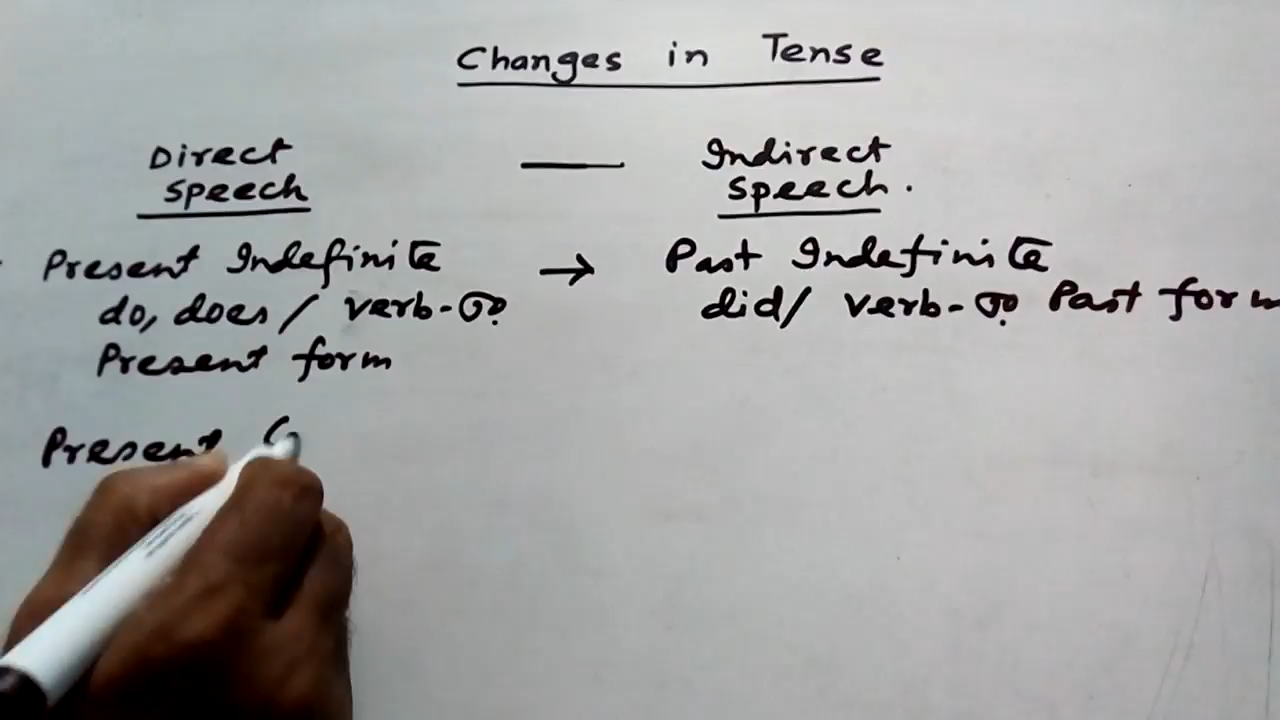 Changes in Tense
Direct — Indirect
Speech Speech.
Present Indefinite → Past Indefinite
do, does / verb- did/ verb- Past form
Present form
Present